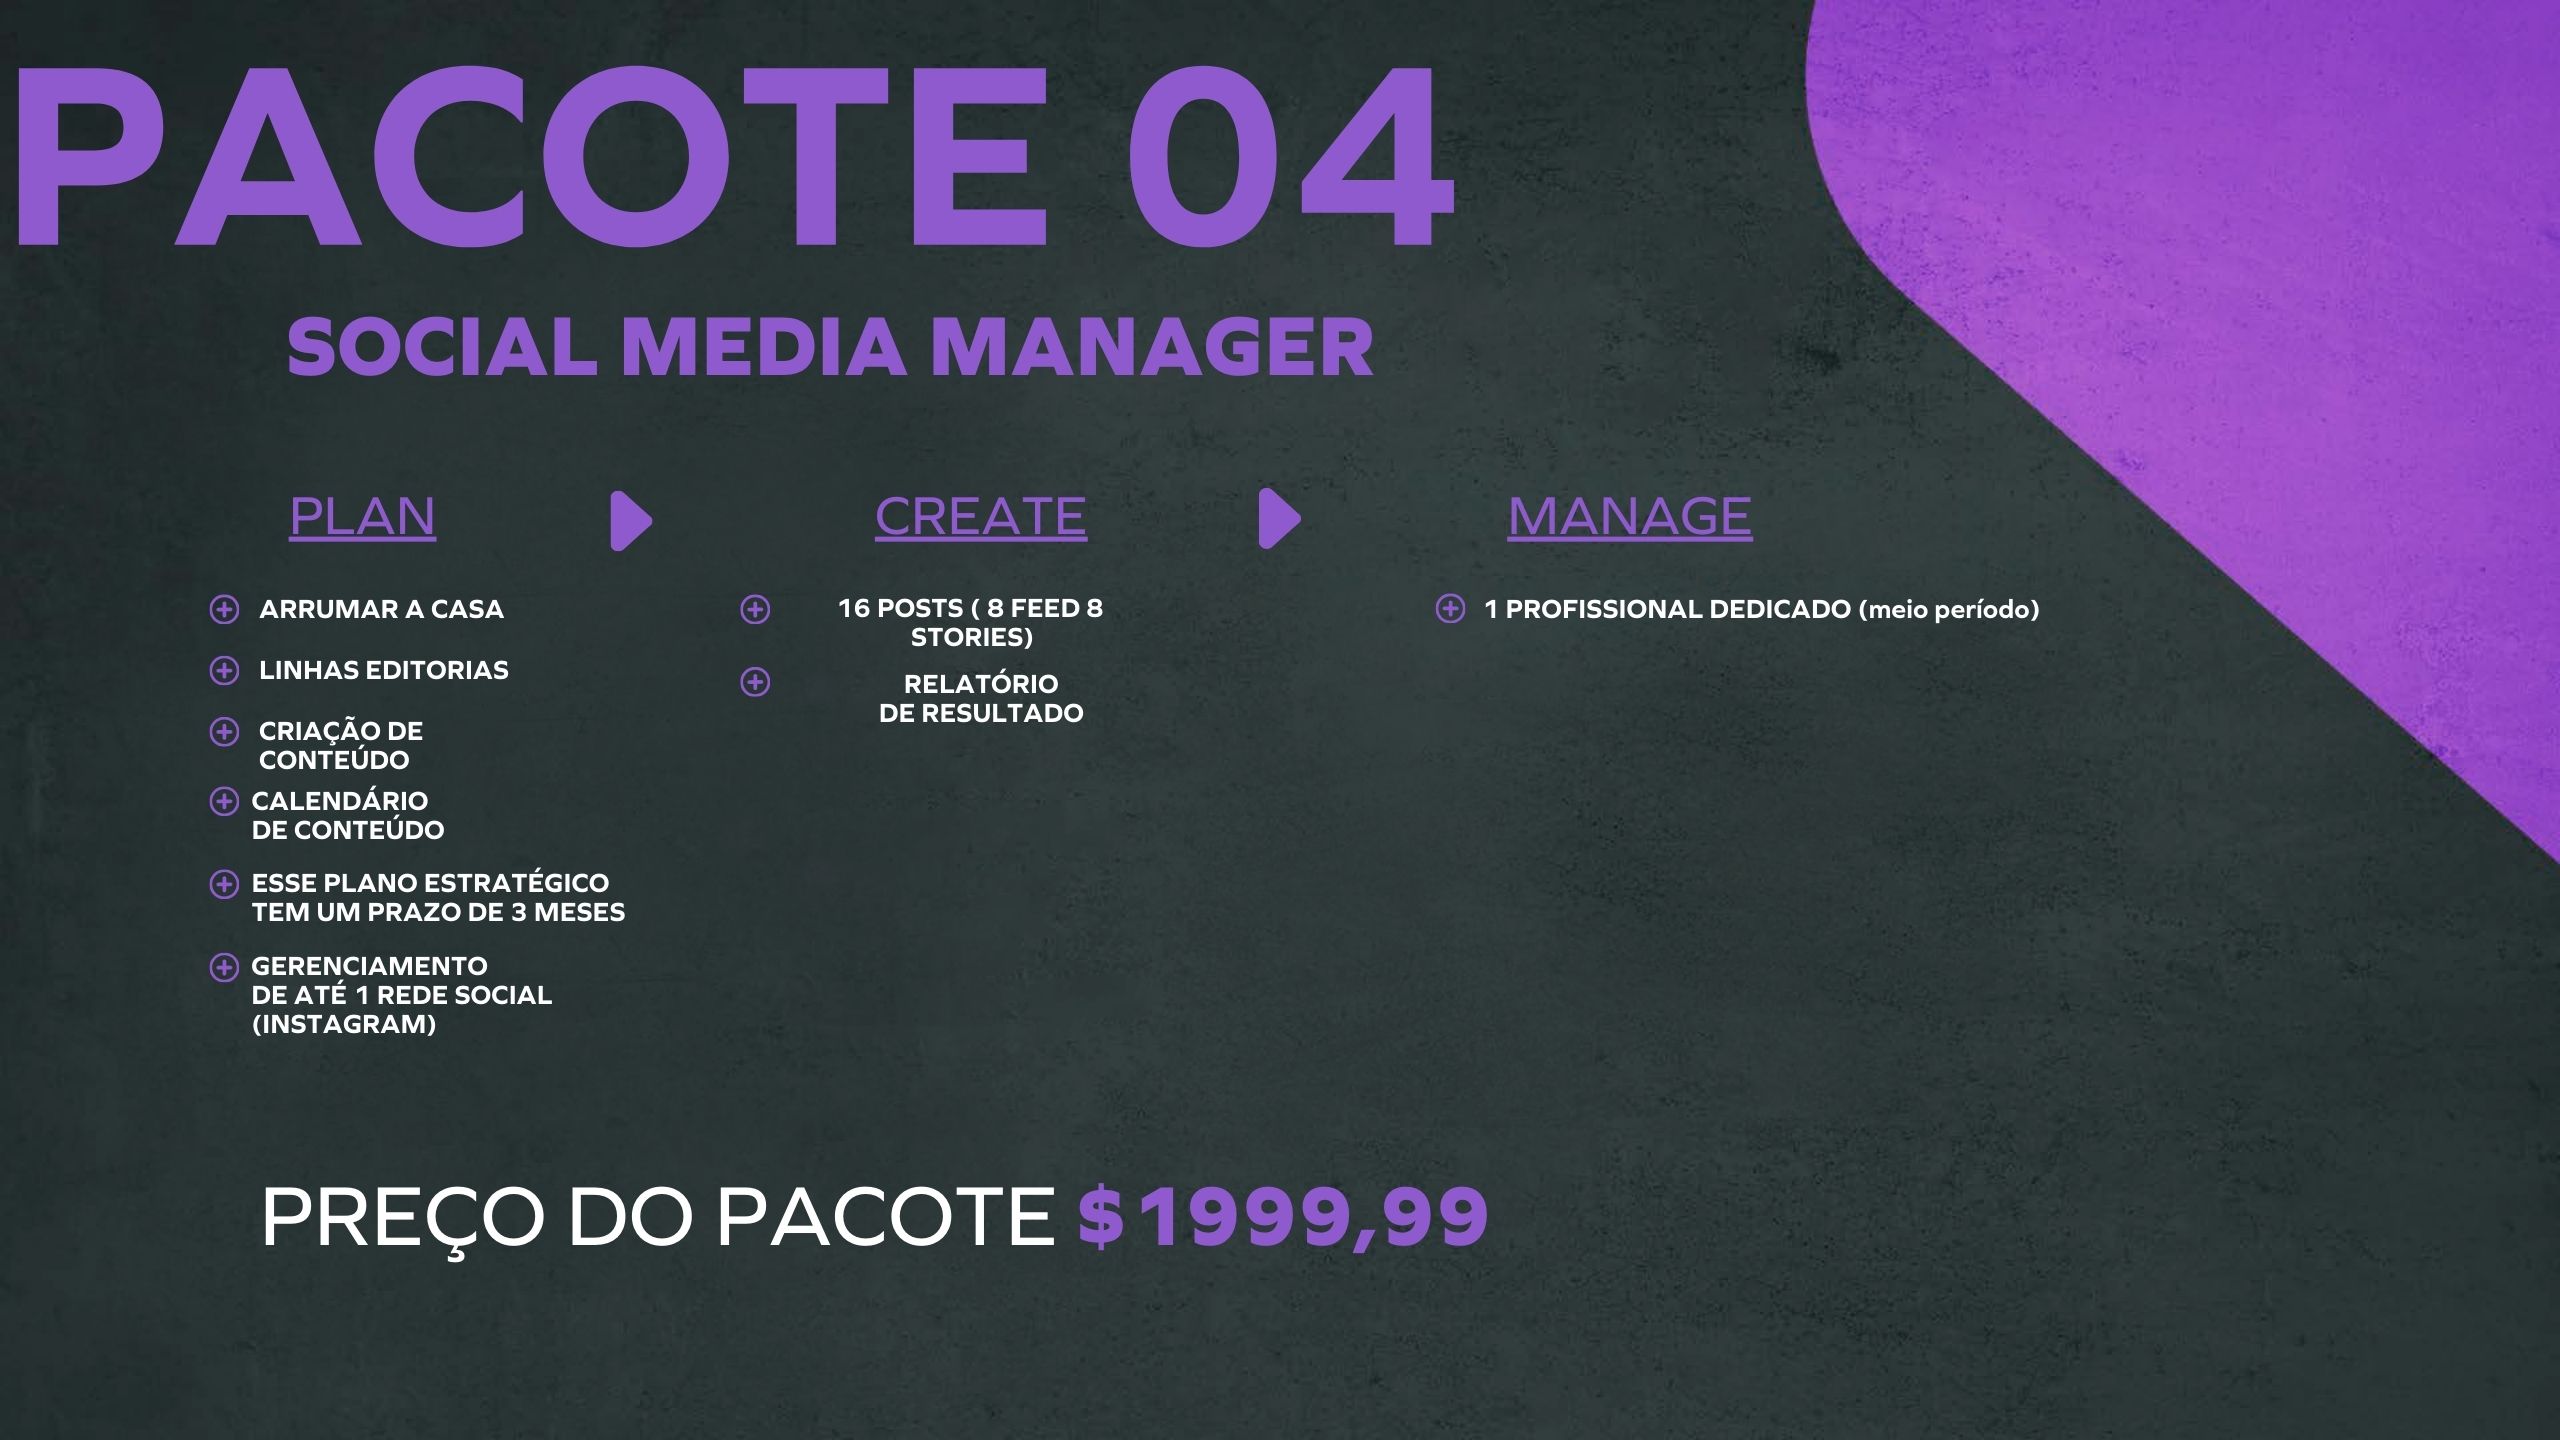 PACOTE 04
SOCIAL MEDIA MANAGER
PLAN
ARRUMAR A CASA
LINHAS EDITORIAS
CRIAÇÃO DE
CONTEÚDO
CALENDÁRIO
DE CONTEÚDO
ESSE PLANO ESTRATÉGICO
TEM UM PRAZO DE 3 MESES
GERENCIAMENTO
DE ATÉ 1 REDE SOCIAL
(INSTAGRAM)
CREATE
16 POSTS ( 8 FEED 8
STORIES)
RELATÓRIO
DE RESULTADO
MANAGE
1 PROFISSIONAL DEDICADO (meio período)
PREÇO DO PACOTE $1999,99